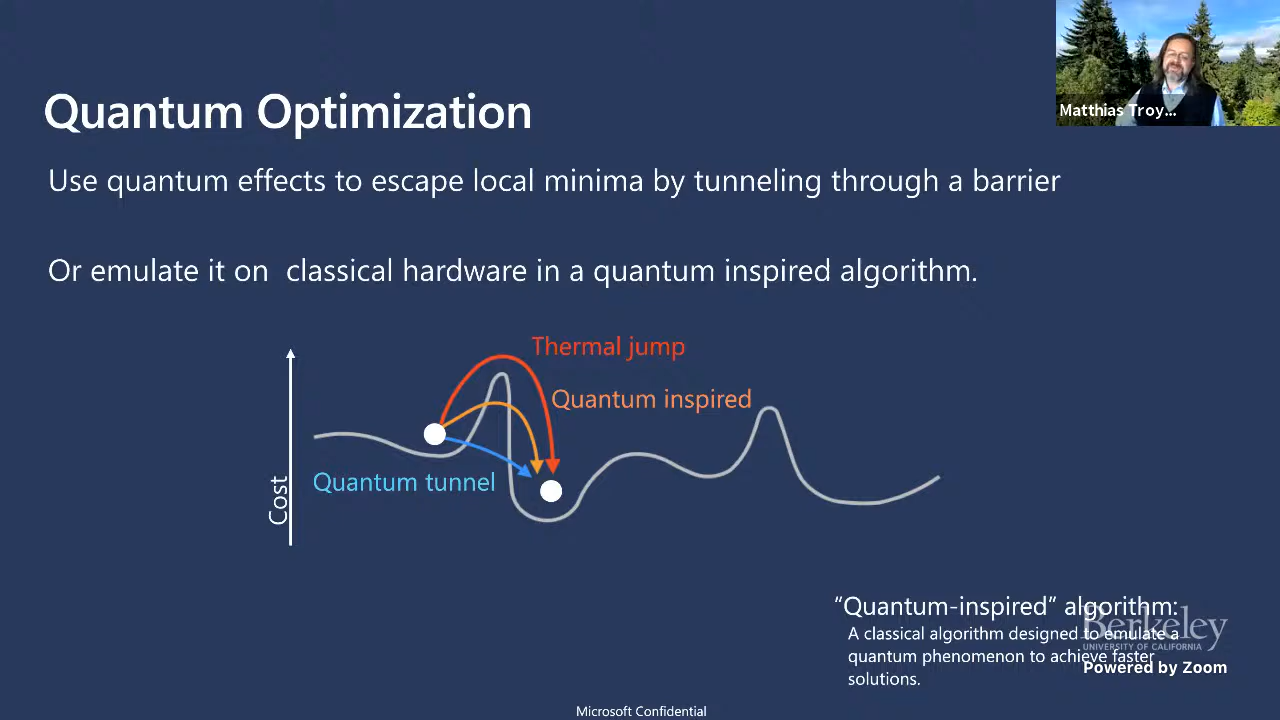 Matthias Troy...
Quantum Optimization
Use quantum effects to escape local minima by tunneling through a barrier
Or emulate it on classical hardware in a quantum inspired algorithm.
Thermal jump
Quantum inspired
Quantum tunnel
Cost
"Quantum-inspired" algorithm:
A classical algorithm designed to emulate a
quantum phenomenon to achieve faster
solutions.
Berkeley
UNIVERSITY OF CALIFORNIA
Powered by Zoom
Microsoft Confidential